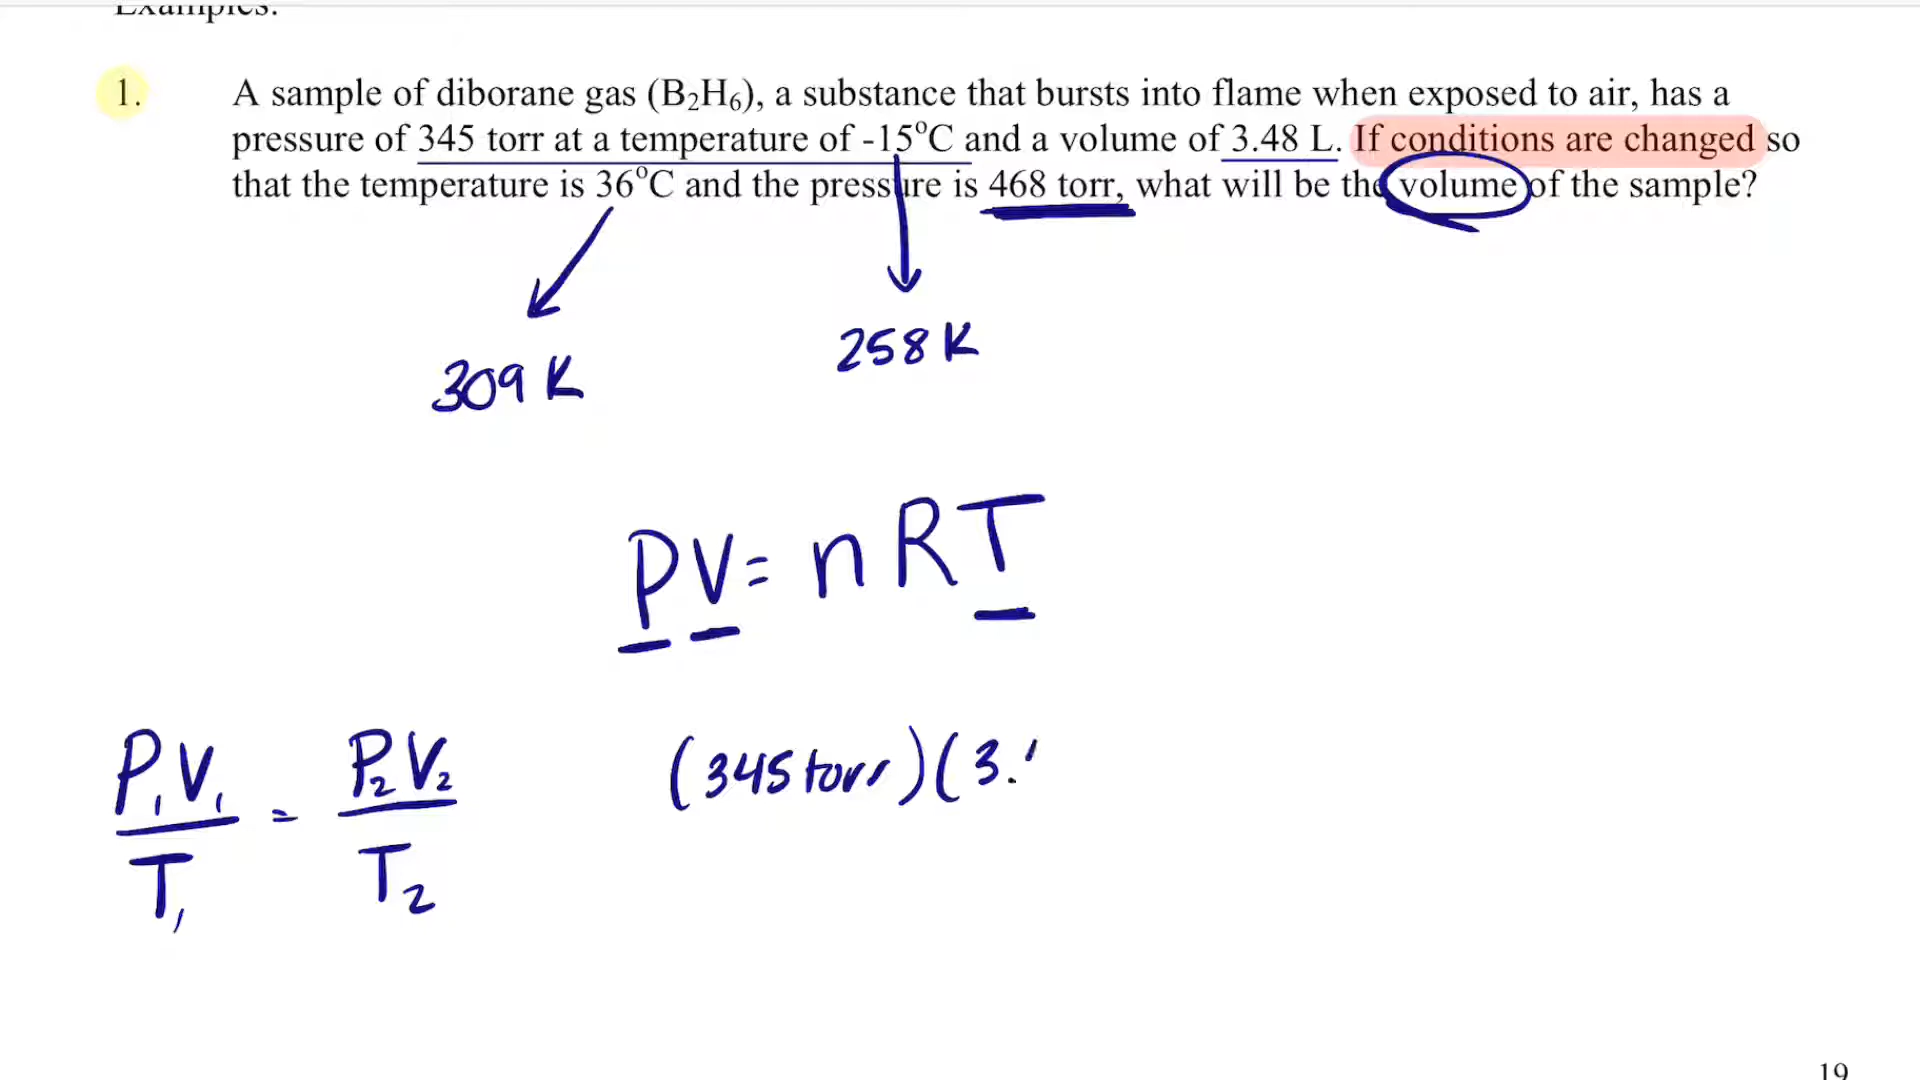 Examples:
1. A sample of diborane gas (B₂H₆), a substance that bursts into flame when exposed to air, has a
pressure of 345 torr at a temperature of -15°C and a volume of 3.48 L. If conditions are changed so
that the temperature is 36°C and the pressure is 468 torr, what will be the volume of the sample?
309 K
258 K
PV = nRT
P₁V₁/T₁ = P₂V₂/T₂
(345 torr)(3.
19